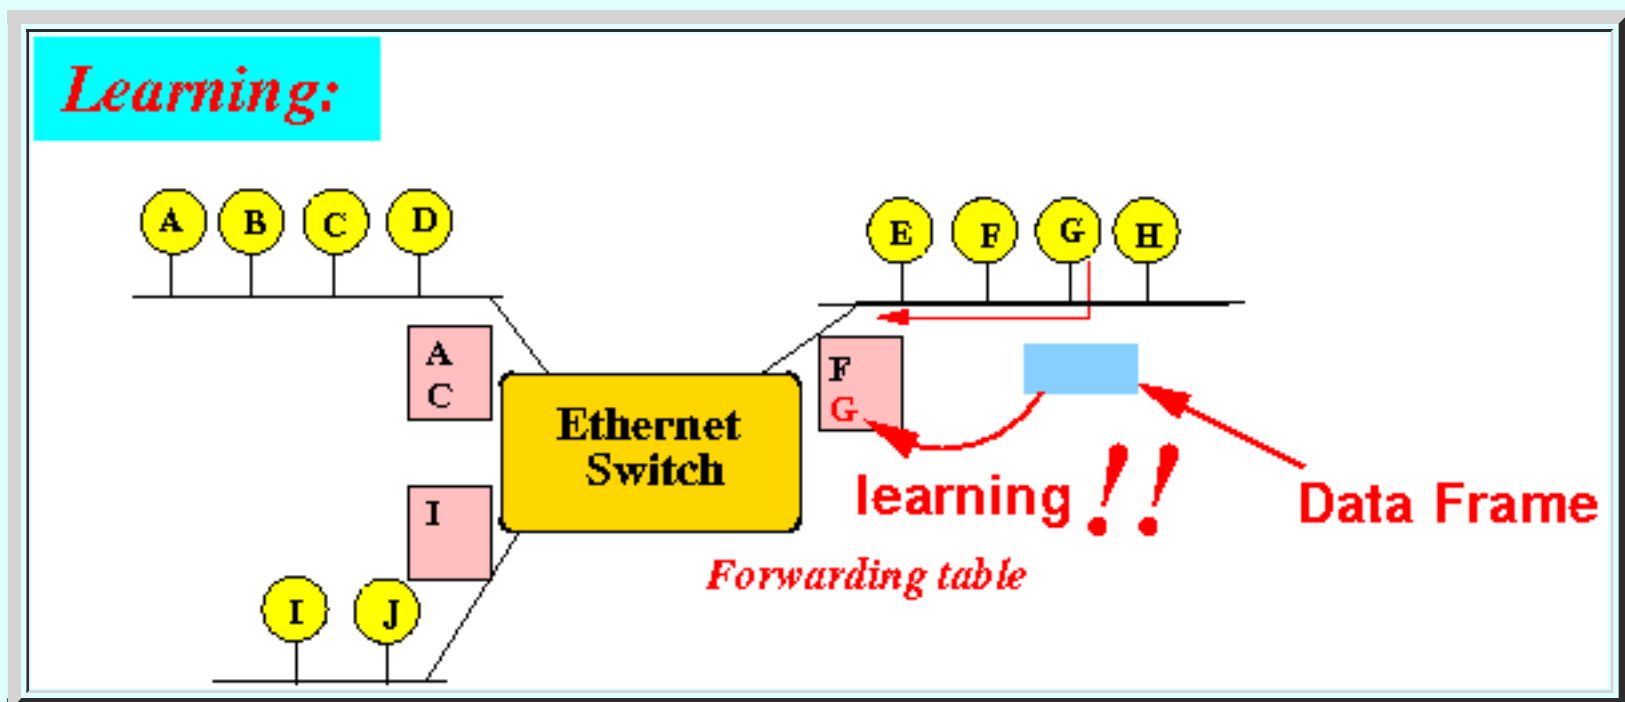 Learning:
A B C D
E F G H
A
C
F
G
Ethernet
Switch
learning !!
Data Frame
I
Forwarding table
I J